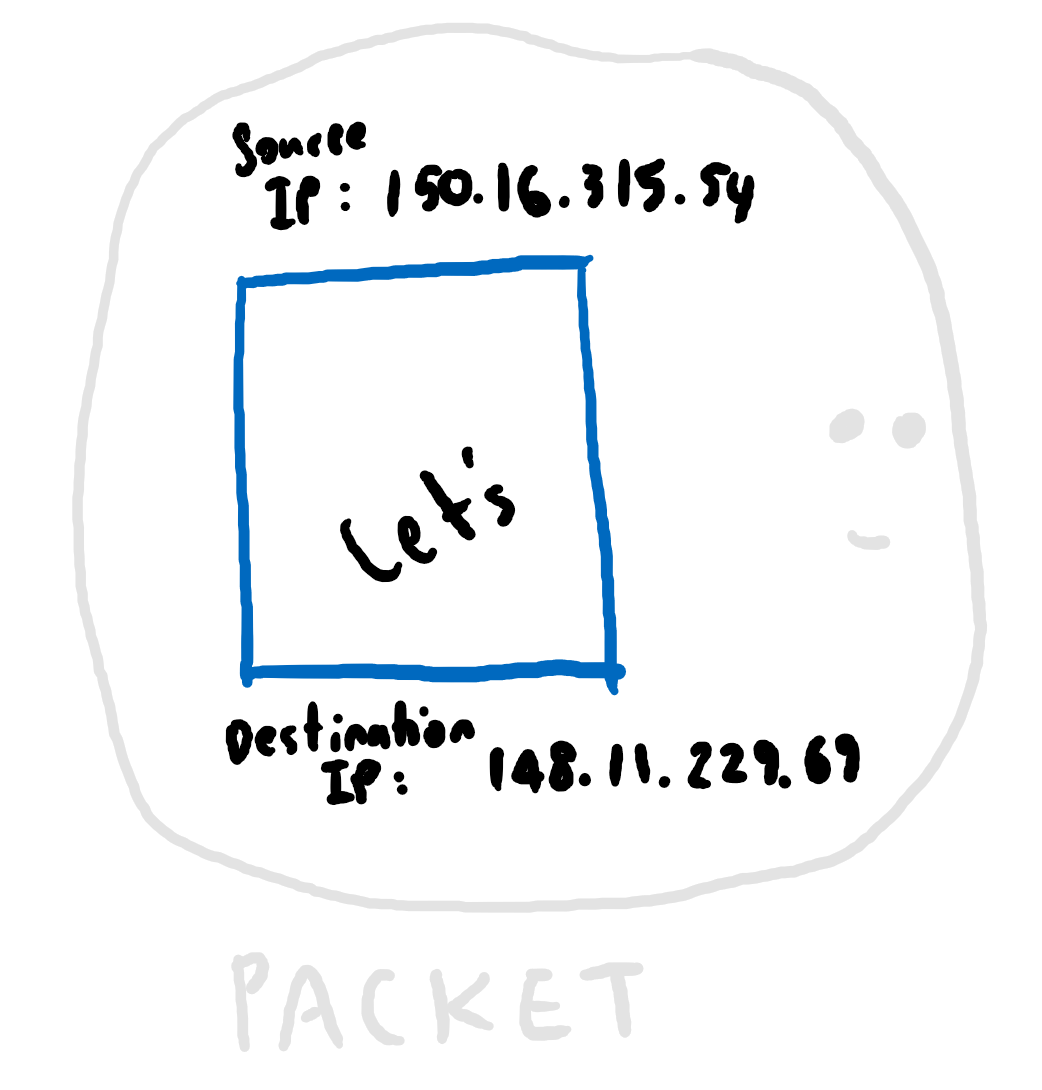 Source
IP: 150.16.315.54
Let's
Destination
IP: 148.11.229.69
PACKET